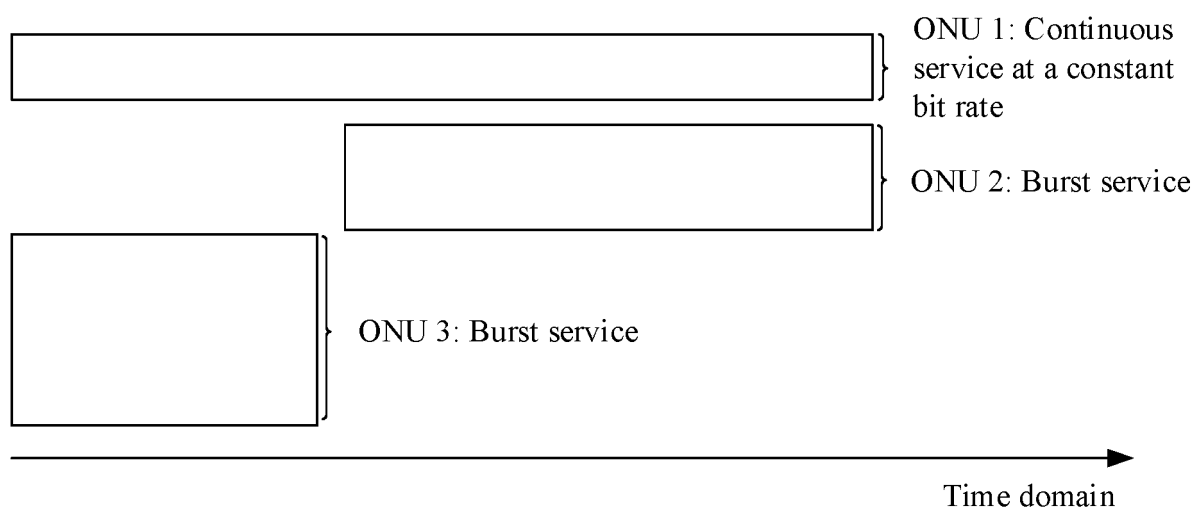 ONU 1: Continuous
service at a constant
bit rate
ONU 2: Burst service
ONU 3: Burst service
Time domain